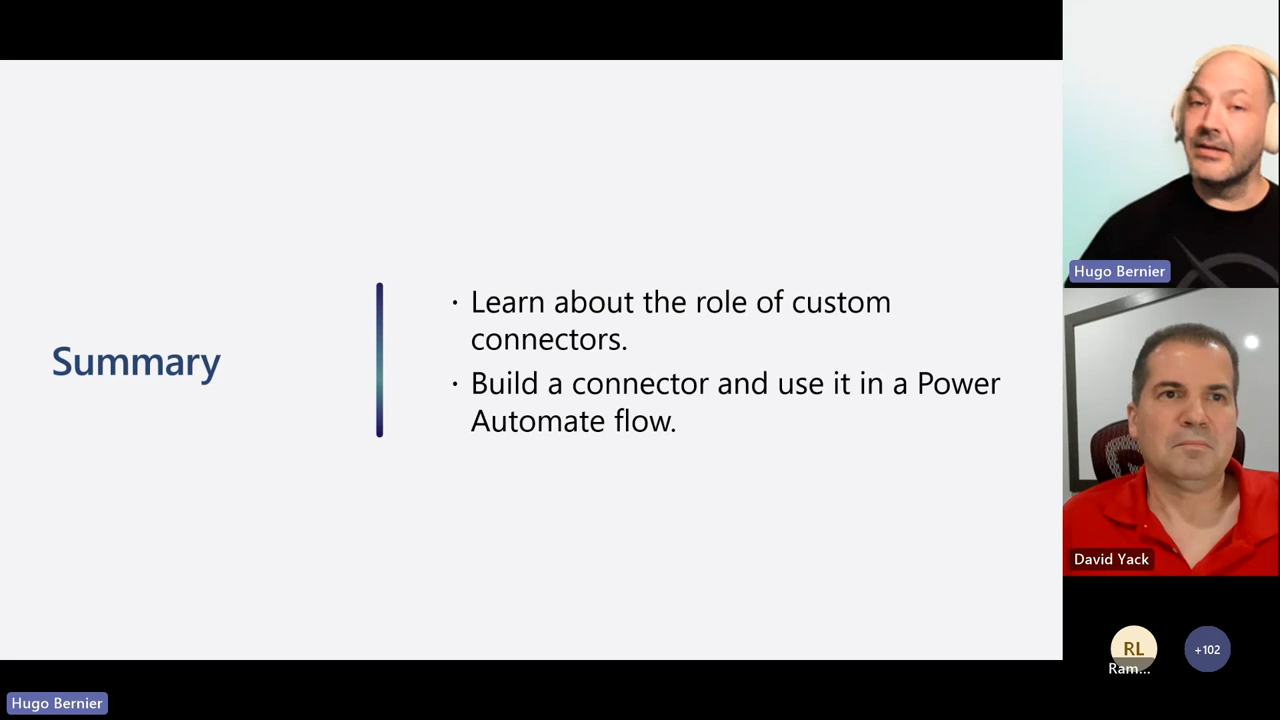 Summary
· Learn about the role of custom
connectors.
· Build a connector and use it in a Power
Automate flow.
Hugo Bernier
David Yack
RL
Ram...
+102
Hugo Bernier